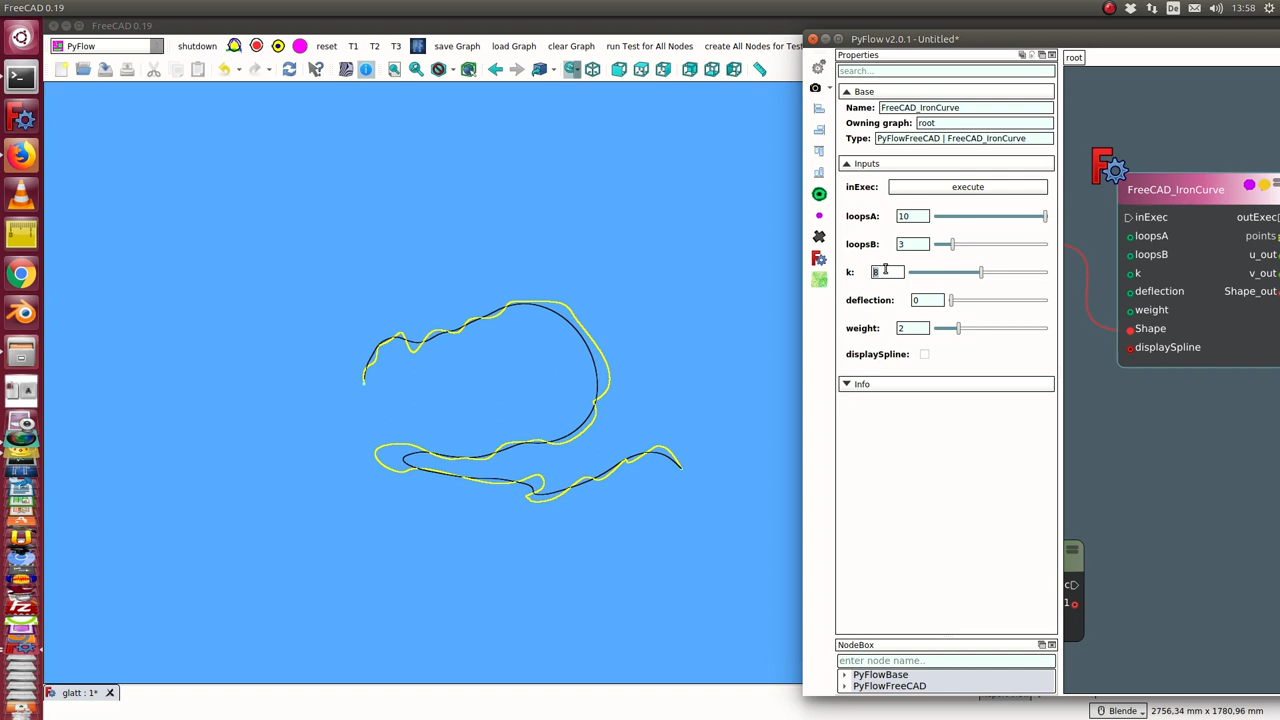 FreeCAD 0.19
De
13:58
FreeCAD 0.19
PyFlow
shutdown
reset
T1
T2
T3
save Graph
load Graph
clear Graph
run Test for All Nodes
create All Nodes for Test
PyFlow v2.0.1 - Untitled*
Properties
search...
root
Base
Name: FreeCAD_IronCurve
Owning graph: root
Type: PyFlowFreeCAD | FreeCAD_IronCurve
Inputs
inExec: execute
loopsA: 10
loopsB: 3
k: 8
deflection: 0
weight: 2
displaySpline:
Info
FreeCAD_IronCurve
inExec outExec
loopsA points
loopsB u_out
k v_out
deflection Shape_out
weight
Shape
displaySpline
NodeBox
enter node name..
PyFlowBase
PyFlowFreeCAD
glatt : 1*
Blende
2756,34 mm x 1780,96 mm